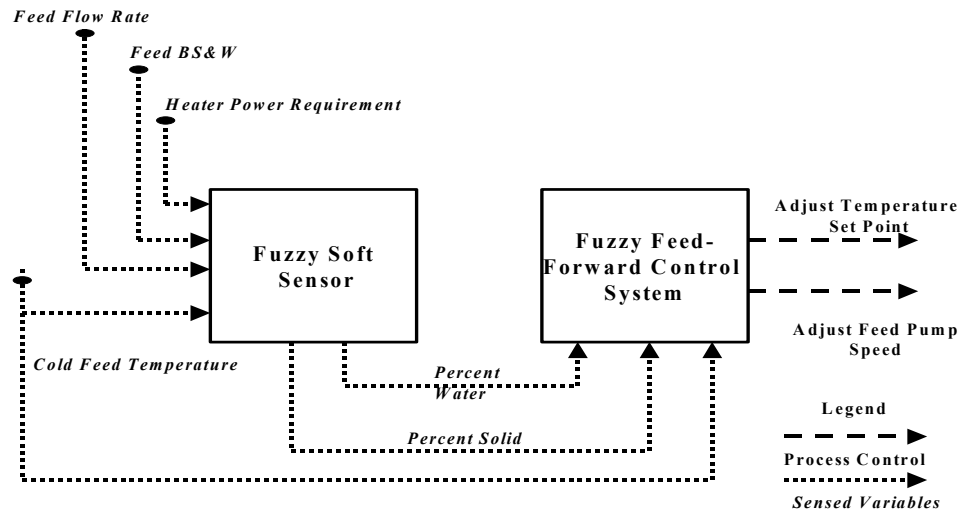 Feed Flow Rate
Feed BS&W
Heater Power Requirement
Fuzzy Soft
Sensor
Fuzzy Feed-
Forward Control
System
Adjust Temperature
Set Point
Adjust Feed Pump
Speed
Cold Feed Temperature
Percent
Water
Percent Solid
Legend
Process Control
Sensed Variables